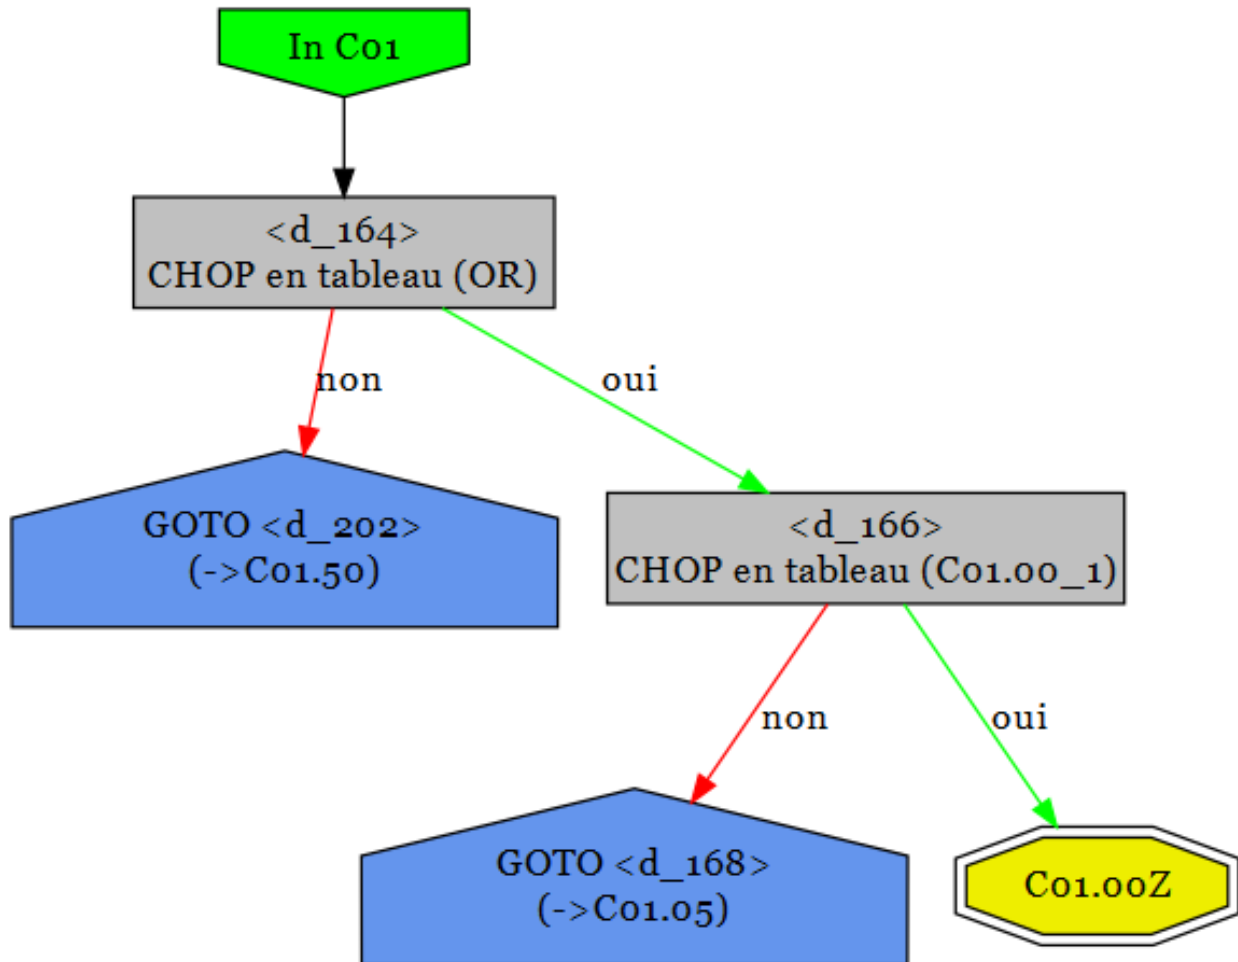 In C01
<d_164>
CHOP en tableau (OR)
non
oui
GOTO <d_202>
(->C01.50)
<d_166>
CHOP en tableau (C01.00_1)
non
oui
GOTO <d_168>
(->C01.05)
C01.00Z